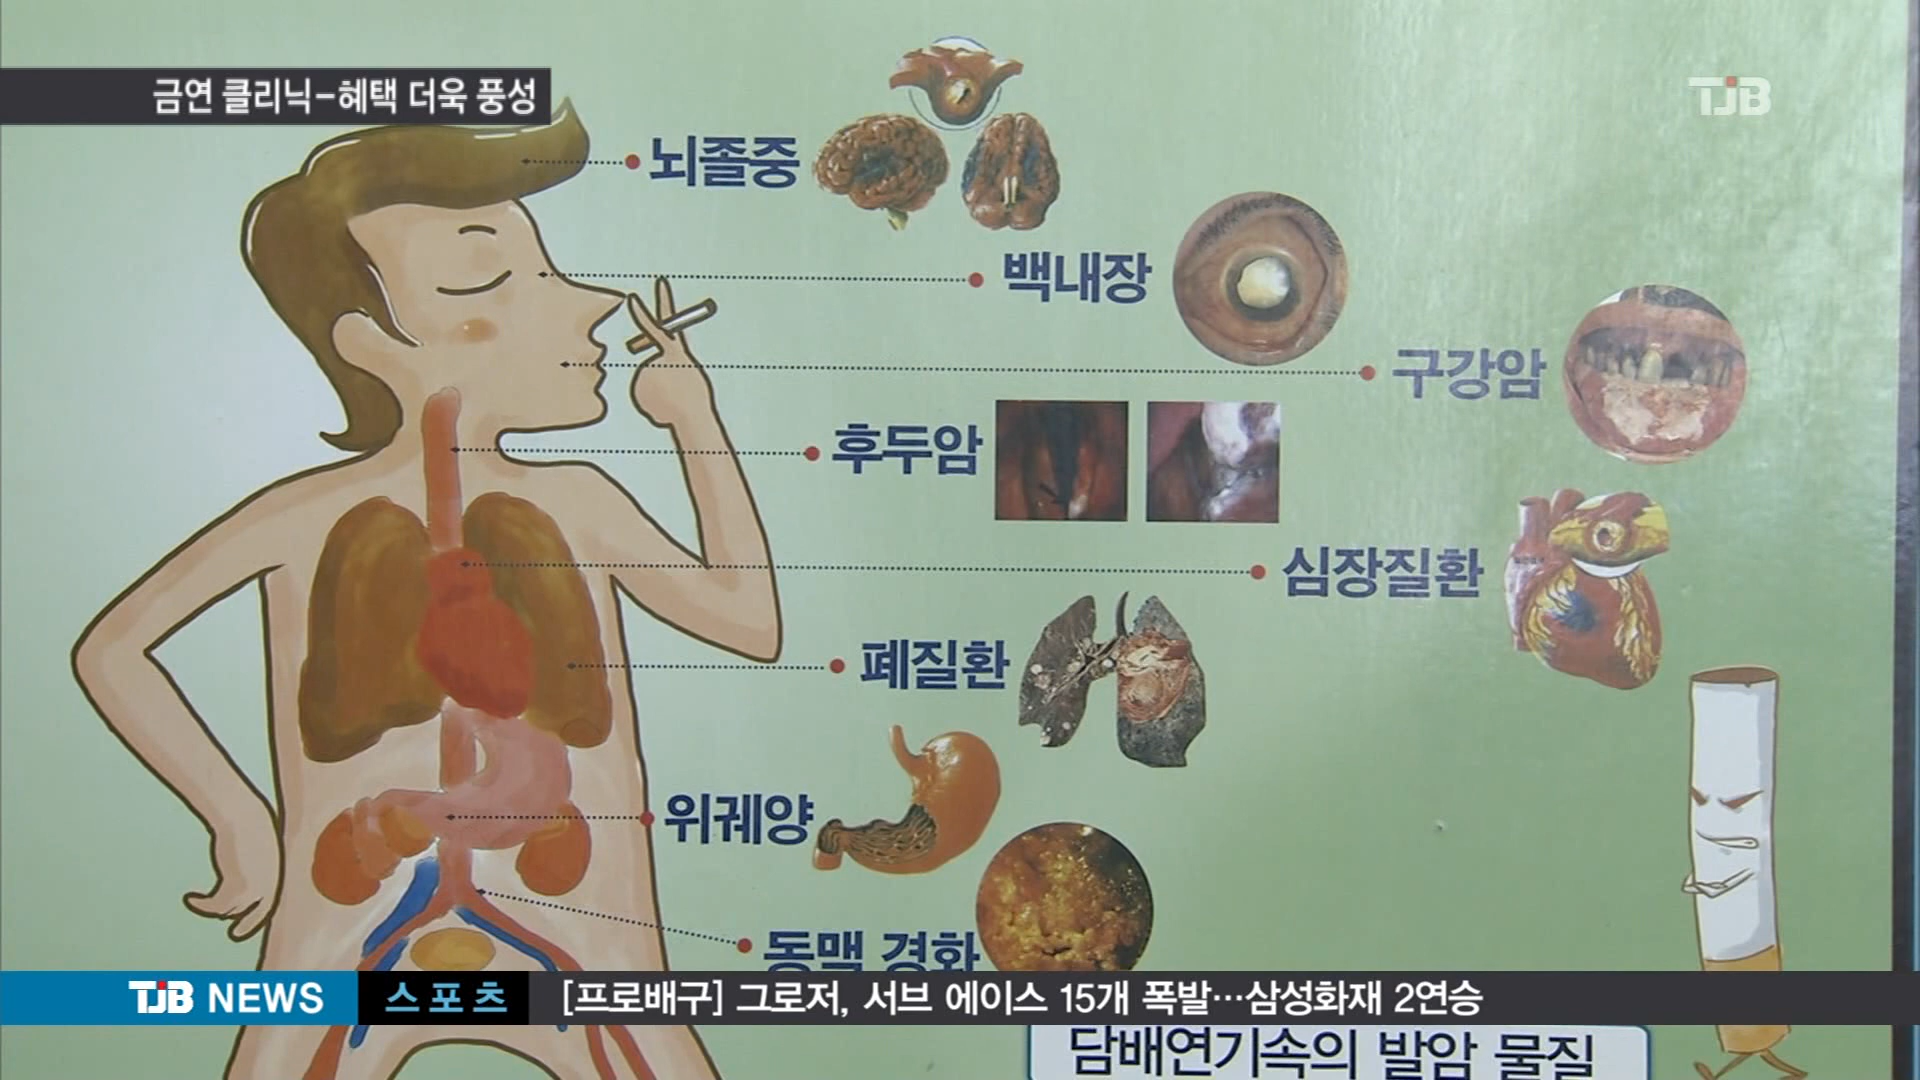 금연 클리닉-혜택 더욱 풍성
TJB
뇌졸중
백내장
구강암
후두암
심장질환
폐질환
위궤양
동맥 경화
TJB NEWS 스포츠 [프로배구] 그로저, 서브 에이스 15개 폭발…삼성화재 2연승
담배연기속의 발암 물질